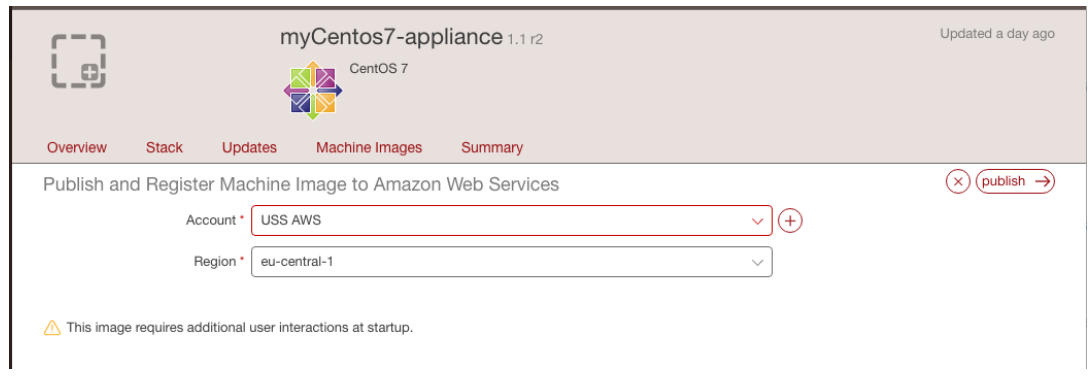 myCentos7-appliance 1.1 r2
Updated a day ago
CentOS 7
Overview Stack Updates Machine Images Summary
Publish and Register Machine Image to Amazon Web Services
publish →
Account * USS AWS
Region * eu-central-1
This image requires additional user interactions at startup.